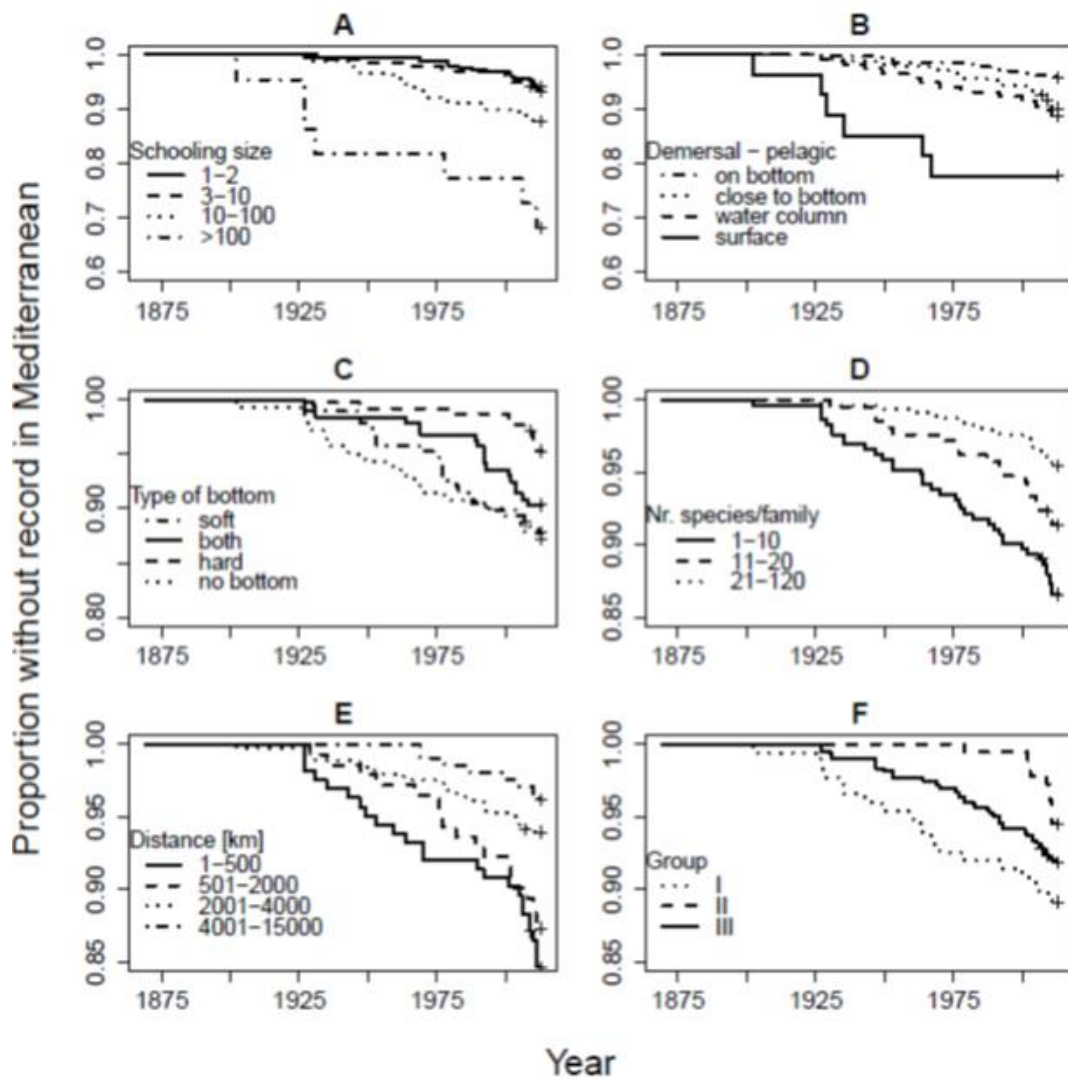 Proportion without record in Mediterranean
A
1.0
0.9
0.8
0.7
0.6
Schooling size
1−2
3−10
10−100
>100
1875 1925 1975
B
1.0
0.9
0.8
0.7
0.6
Demersal − pelagic
on bottom
close to bottom
water column
surface
1875 1925 1975
C
1.00
0.90
0.80
Type of bottom
soft
both
hard
no bottom
1875 1925 1975
D
1.00
0.95
0.90
0.85
Nr. species/family
1−10
11−20
21−120
1875 1925 1975
E
1.00
0.95
0.90
0.85
Distance [km]
1−500
501−2000
2001−4000
4001−15000
1875 1925 1975
F
1.00
0.95
0.90
0.85
Group
I
II
III
1875 1925 1975
Year